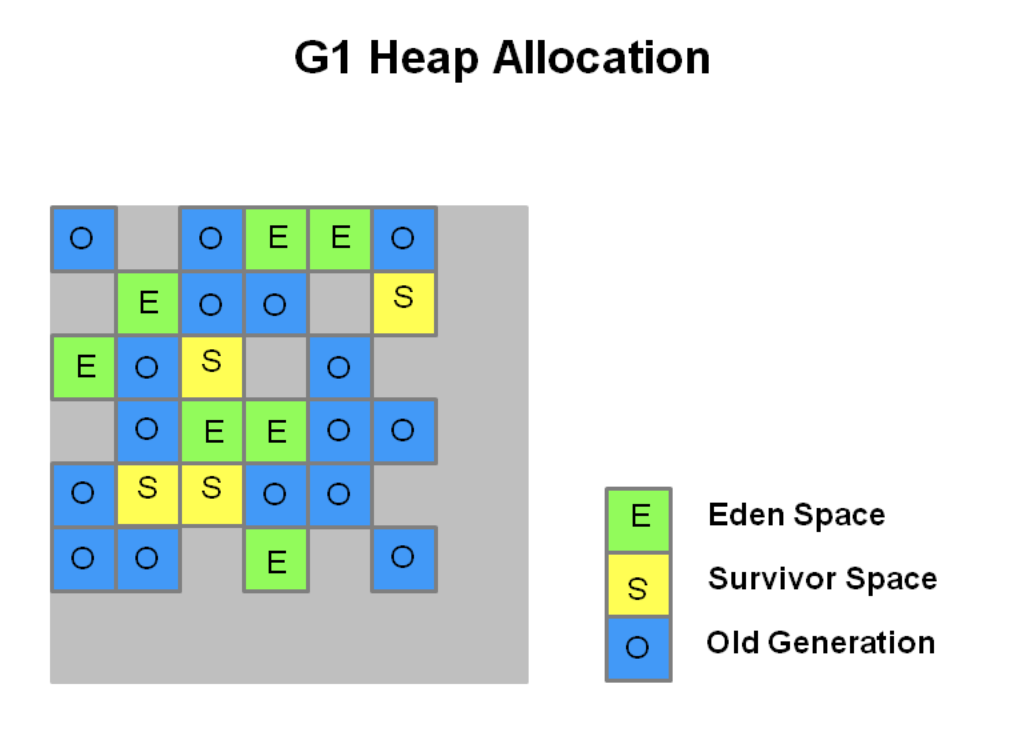 G1 Heap Allocation
O O E E O
E O O S
E O S O
O E E O O
O S S O O
O O E O
E Eden Space
S Survivor Space
O Old Generation